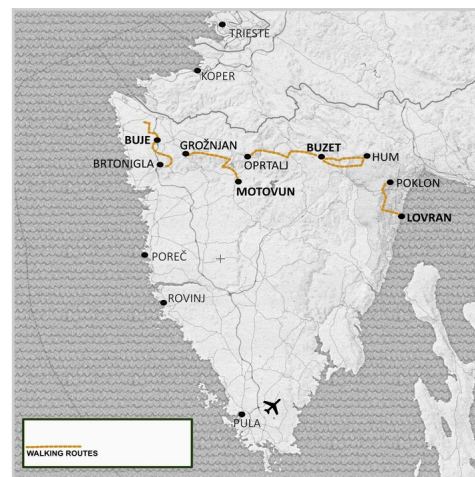 TRIESTE
KOPER
BUJE
GROŽNJAN
BRTONIGLA
OPRTALJ
BUZET
HUM
POKLON
MOTOVUN
LOVRAN
POREČ
ROVINJ
PULA
WALKING ROUTES